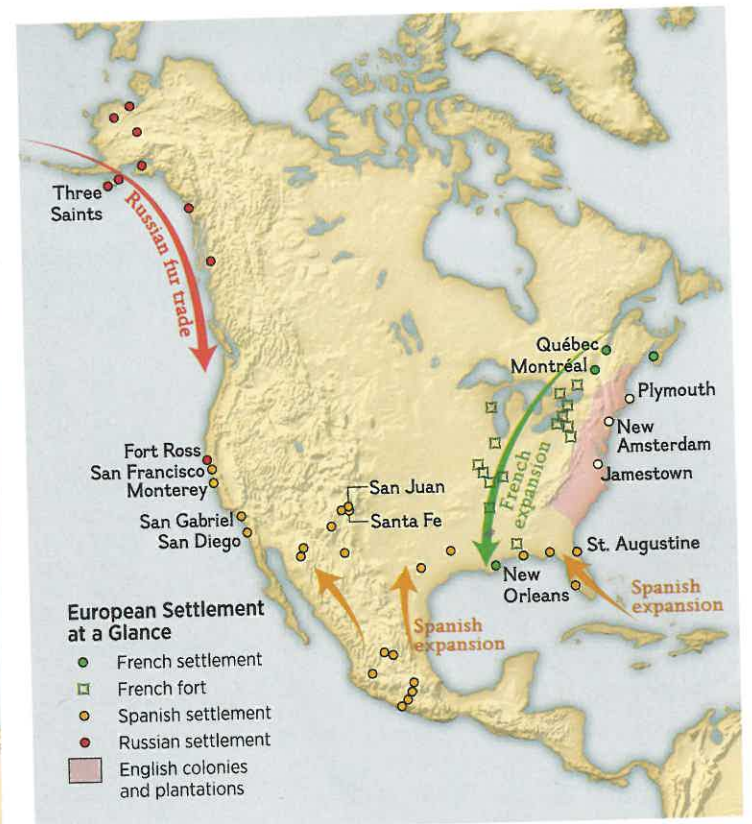 Three
Saints
Russian fur trade
Québec
Montréal
Plymouth
New
Amsterdam
Jamestown
French
expansion
Fort Ross
San Francisco
Monterey
San Juan
Santa Fe
San Gabriel
San Diego
St. Augustine
New
Orleans
Spanish
expansion
Spanish
expansion
European Settlement
at a Glance
French settlement
French fort
Spanish settlement
Russian settlement
English colonies
and plantations